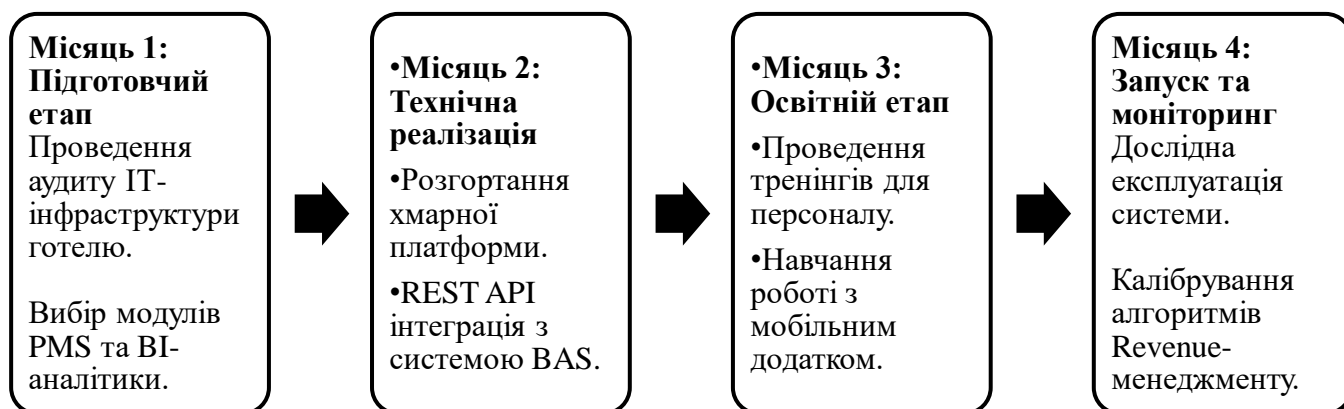 Місяць 1:
Підготовчий
етап
Проведення
аудиту ІТ-
інфраструктури
готелю.
Вибір модулів
PMS та BI-
аналітики.
•Місяць 2:
Технічна
реалізація
•Розгортання
хмарної
платформи.
•REST API
інтеграція з
системою BAS.
•Місяць 3:
Освітній етап
•Проведення
тренінгів для
персоналу.
•Навчання
роботі з
мобільним
додатком.
Місяць 4:
Запуск та
моніторинг
Дослідна
експлуатація
системи.
Калібрування
алгоритмів
Revenue-
менеджменту.